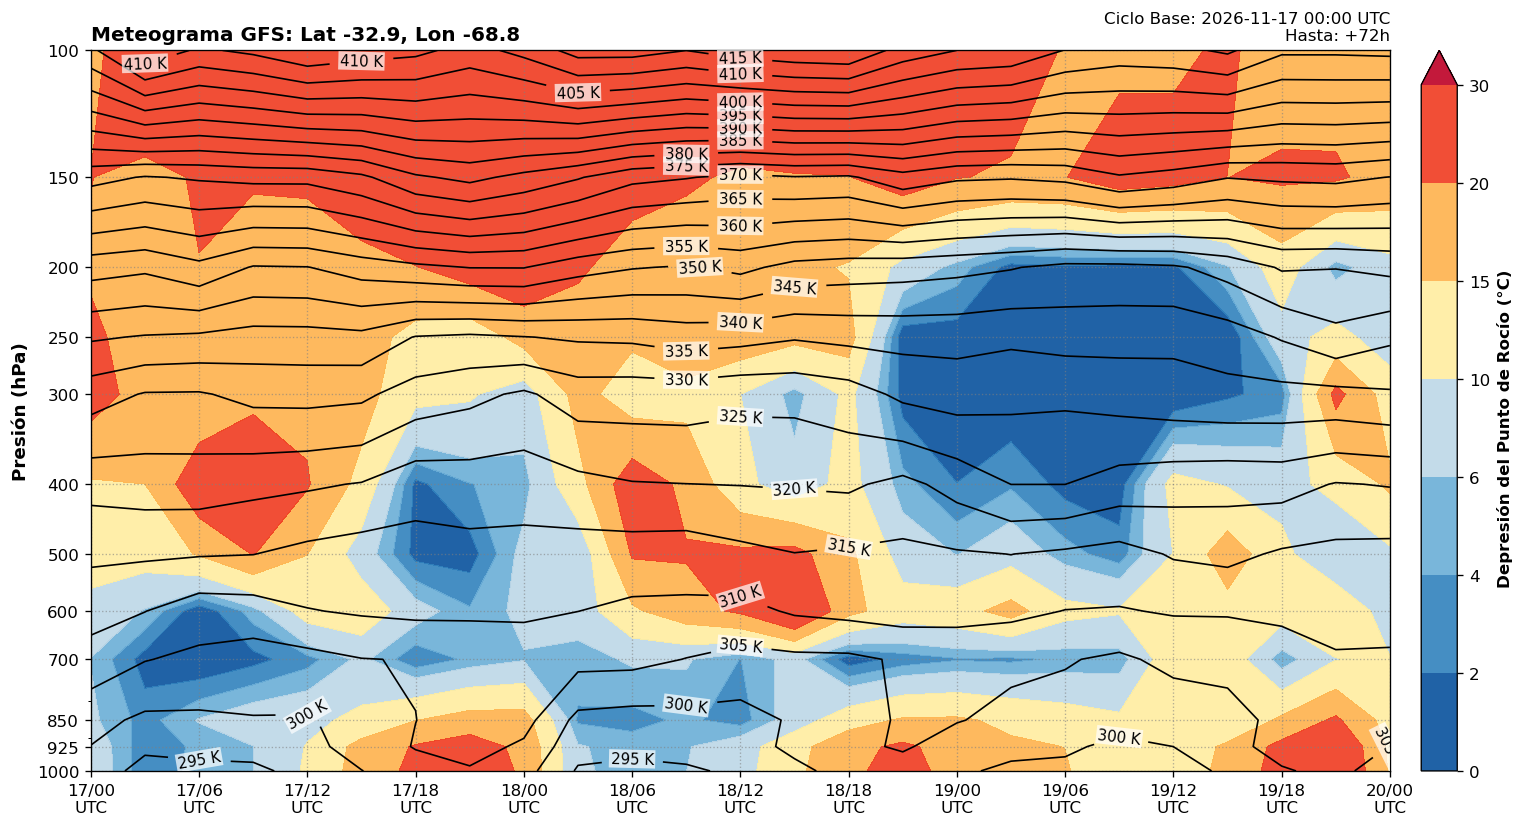 Meteograma GFS: Lat -32.9, Lon -68.8
Ciclo Base: 2026-11-17 00:00 UTC
Hasta: +72h
Presión (hPa)
100
150
200
250
300
400
500
600
700
850
925
1000
410 K
410 K
405 K
415 K
410 K
400 K
395 K
390 K
385 K
380 K
375 K
370 K
365 K
360 K
355 K
350 K
345 K
340 K
335 K
330 K
325 K
320 K
315 K
310 K
305 K
300 K
300 K
300 K
295 K
295 K
305
17/00
UTC
17/06
UTC
17/12
UTC
17/18
UTC
18/00
UTC
18/06
UTC
18/12
UTC
18/18
UTC
19/00
UTC
19/06
UTC
19/12
UTC
19/18
UTC
20/00
UTC
30
20
15
10
6
4
2
0
Depresión del Punto de Rocío (°C)